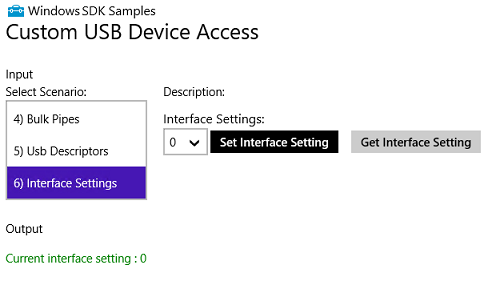 Windows SDK Samples
Custom USB Device Access
Input
Select Scenario:
4) Bulk Pipes
5) Usb Descriptors
6) Interface Settings
Description:
Interface Settings:
0
Set Interface Setting
Get Interface Setting
Output
Current interface setting : 0